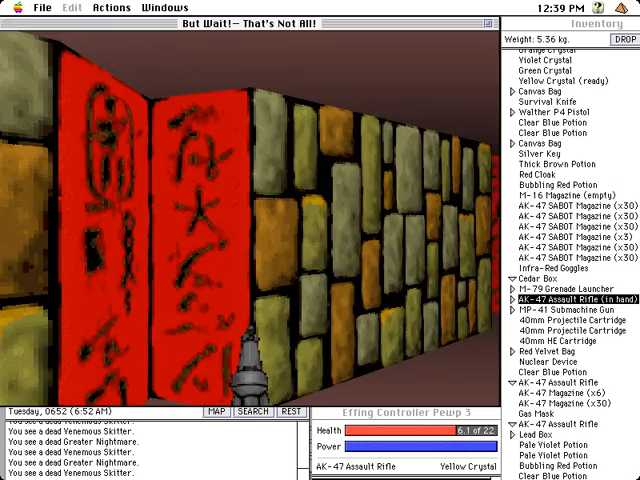 File Edit Actions Windows 12:39 PM
But Wait!— That's Not All!
Inventory
Weight: 5.36 kg. DROP
Orange Crystal
Violet Crystal
Green Crystal
Yellow Crystal (ready)
Canvas Bag
Survival Knife
Walther P4 Pistol
Clear Blue Potion
Clear Blue Potion
Canvas Bag
Silver Key
Thick Brown Potion
Red Cloak
Bubbling Red Potion
M-16 Magazine (empty)
AK-47 SABOT Magazine (x30)
AK-47 SABOT Magazine (x30)
AK-47 SABOT Magazine (x30)
AK-47 SABOT Magazine (x3)
AK-47 SABOT Magazine (x30)
AK-47 SABOT Magazine (x30)
Infra-Red Goggles
Cedar Box
M-79 Grenade Launcher
AK-47 Assault Rifle (in hand)
MP-41 Submachine Gun
40mm Projectile Cartridge
40mm Projectile Cartridge
40mm HE Cartridge
Red Velvet Bag
Nuclear Device
Clear Blue Potion
AK-47 Assault Rifle
AK-47 Magazine (x6)
AK-47 Magazine (x30)
Gas Mask
AK-47 Assault Rifle
Lead Box
Pale Violet Potion
Pale Violet Potion
Bubbling Red Potion
Clear Blue Potion
Tuesday, 0652 (6:52 AM) MAP SEARCH REST
You see a dead Venemous Skitter.
You see a dead Venemous Skitter.
You see a dead Greater Nightmare.
You see a dead Venemous Skitter.
You see a dead Venemous Skitter.
You see a dead Venemous Skitter.
Effing Controller Pewp 3
Health 6.1 of 22
Power
AK-47 Assault Rifle Yellow Crystal